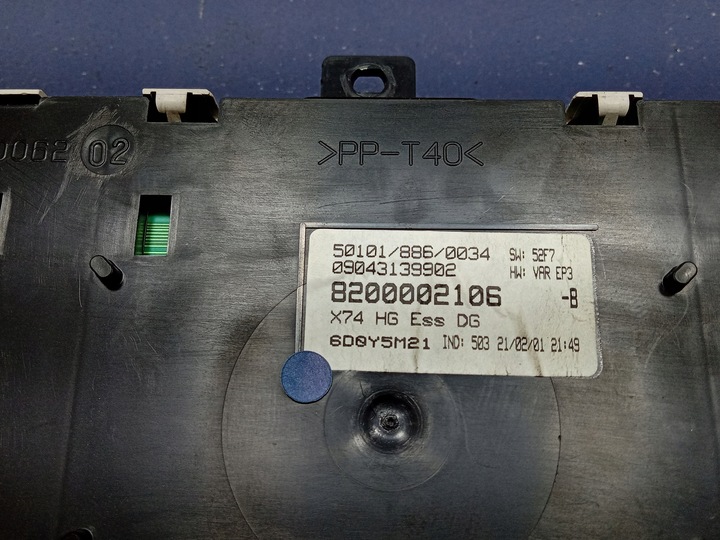 0062 02
>PP-T40<
50101/886/0034 SW: 52F7
09043139902 HW: VAR EP3
8200002106 -B
X74 HG Ess DG
6D0Y5M21 IND: 503 21/02/01 21:49